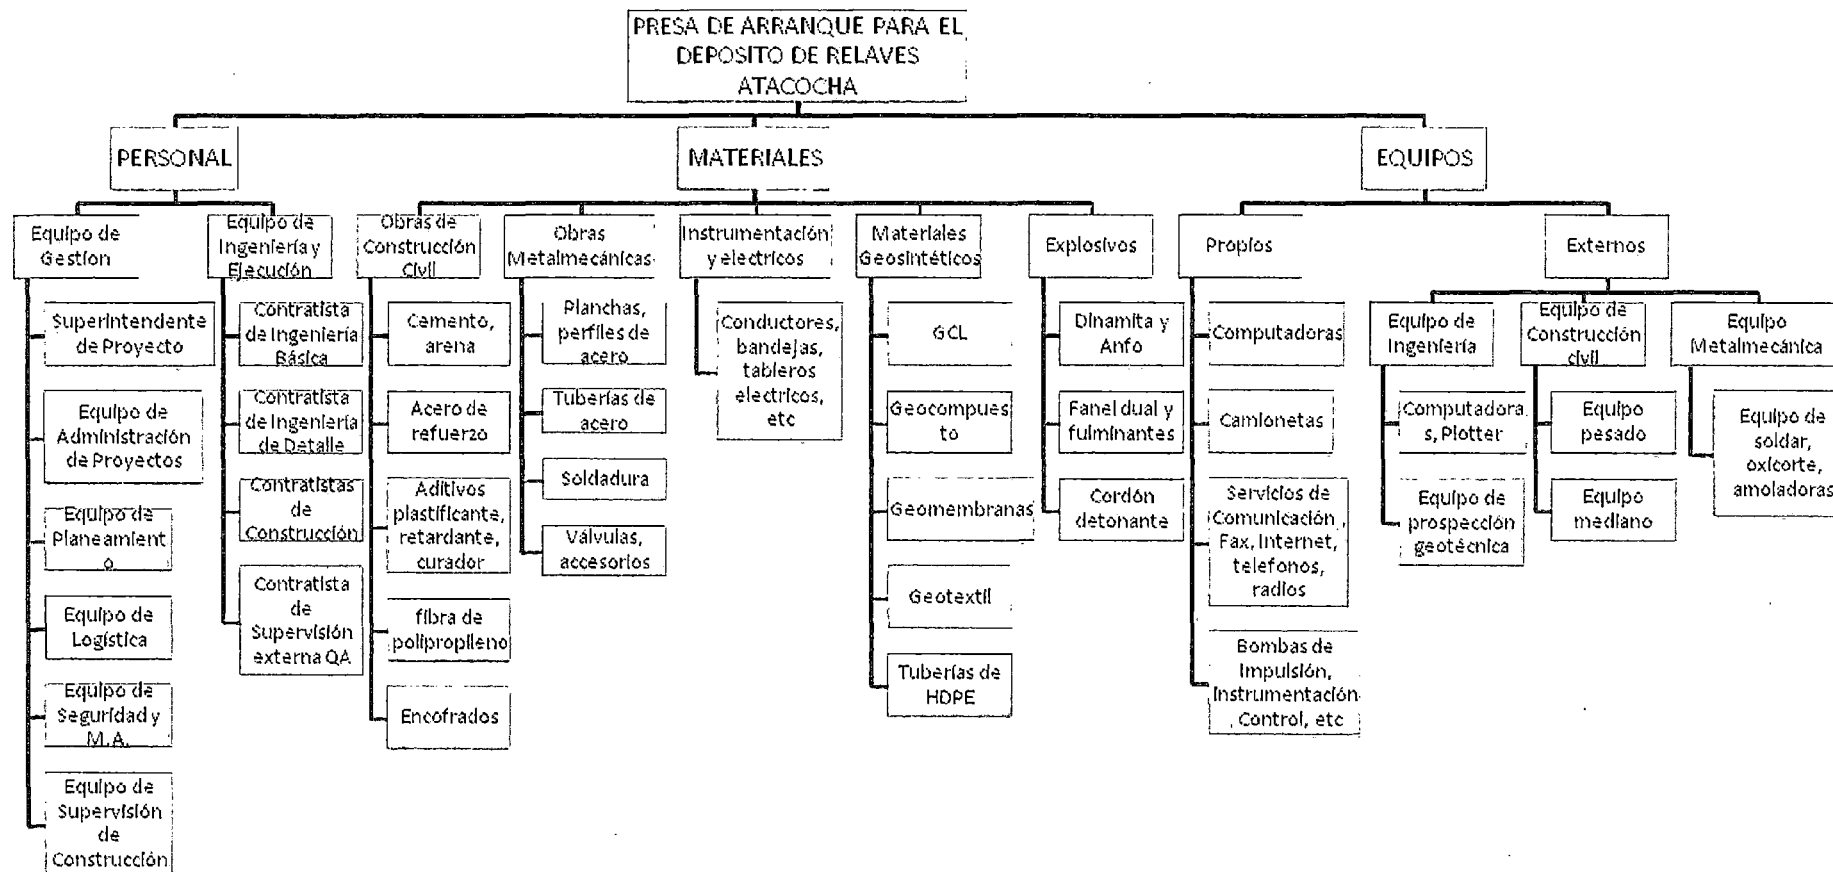 PRESA DE ARRANQUE PARA EL
DEPOSITO DE RELAVES
ATACOCHA
PERSONAL
MATERIALES
EQUIPOS
Equipo de
Gestion
Equipo de
Ingeniería y
Ejecución
Obras de
Construcción
Civil
Obras
Metalmecánicas
Instrumentación
y electricos
Materiales
Geosintéticos
Explosivos
Propios
Externos
Superintendente
de Proyecto
Equipo de
Administración
de Proyectos
Equipo de
Planeamient
o
Equipo de
Logística
Equipo de
Seguridad y
M.A.
Equipo de
Supervisión
de
Construcción
Contratista
de Ingeniería
Básica
Contratista
de Ingeniería
de Detalle
Contratistas
de
Construcción
Contratista
de
Supervisión
externa QA
Cemento,
arena
Acero de
refuerzo
Aditivos
plastificante,
retardante,
curador
fibra de
polipropileno
Encofrados
Planchas,
perfiles de
acero
Tuberías de
acero
Soldadura
Válvulas,
accesorios
Conductores,
bandejas,
tableros
electricos,
etc
GCL
Geocompues
to
Geomembranas
Geotextil
Tuberías de
HDPE
Dinamita y
Anfo
Fanel dual y
fulminantes
Cordón
detonante
Computadoras
Camionetas
Servicios de
Comunicación,
Fax, Internet,
telefonos,
radios
Bombas de
Impulsión,
Instrumentación
, Control, etc
Equipo de
Ingeniería
Equipo de
Construcción
civil
Equipo
Metalmecánica
Computadora
s, Plotter
Equipo de
prospección
geotécnica
Equipo
pesado
Equipo
mediano
Equipo de
soldar,
oxicorte,
amoladoras